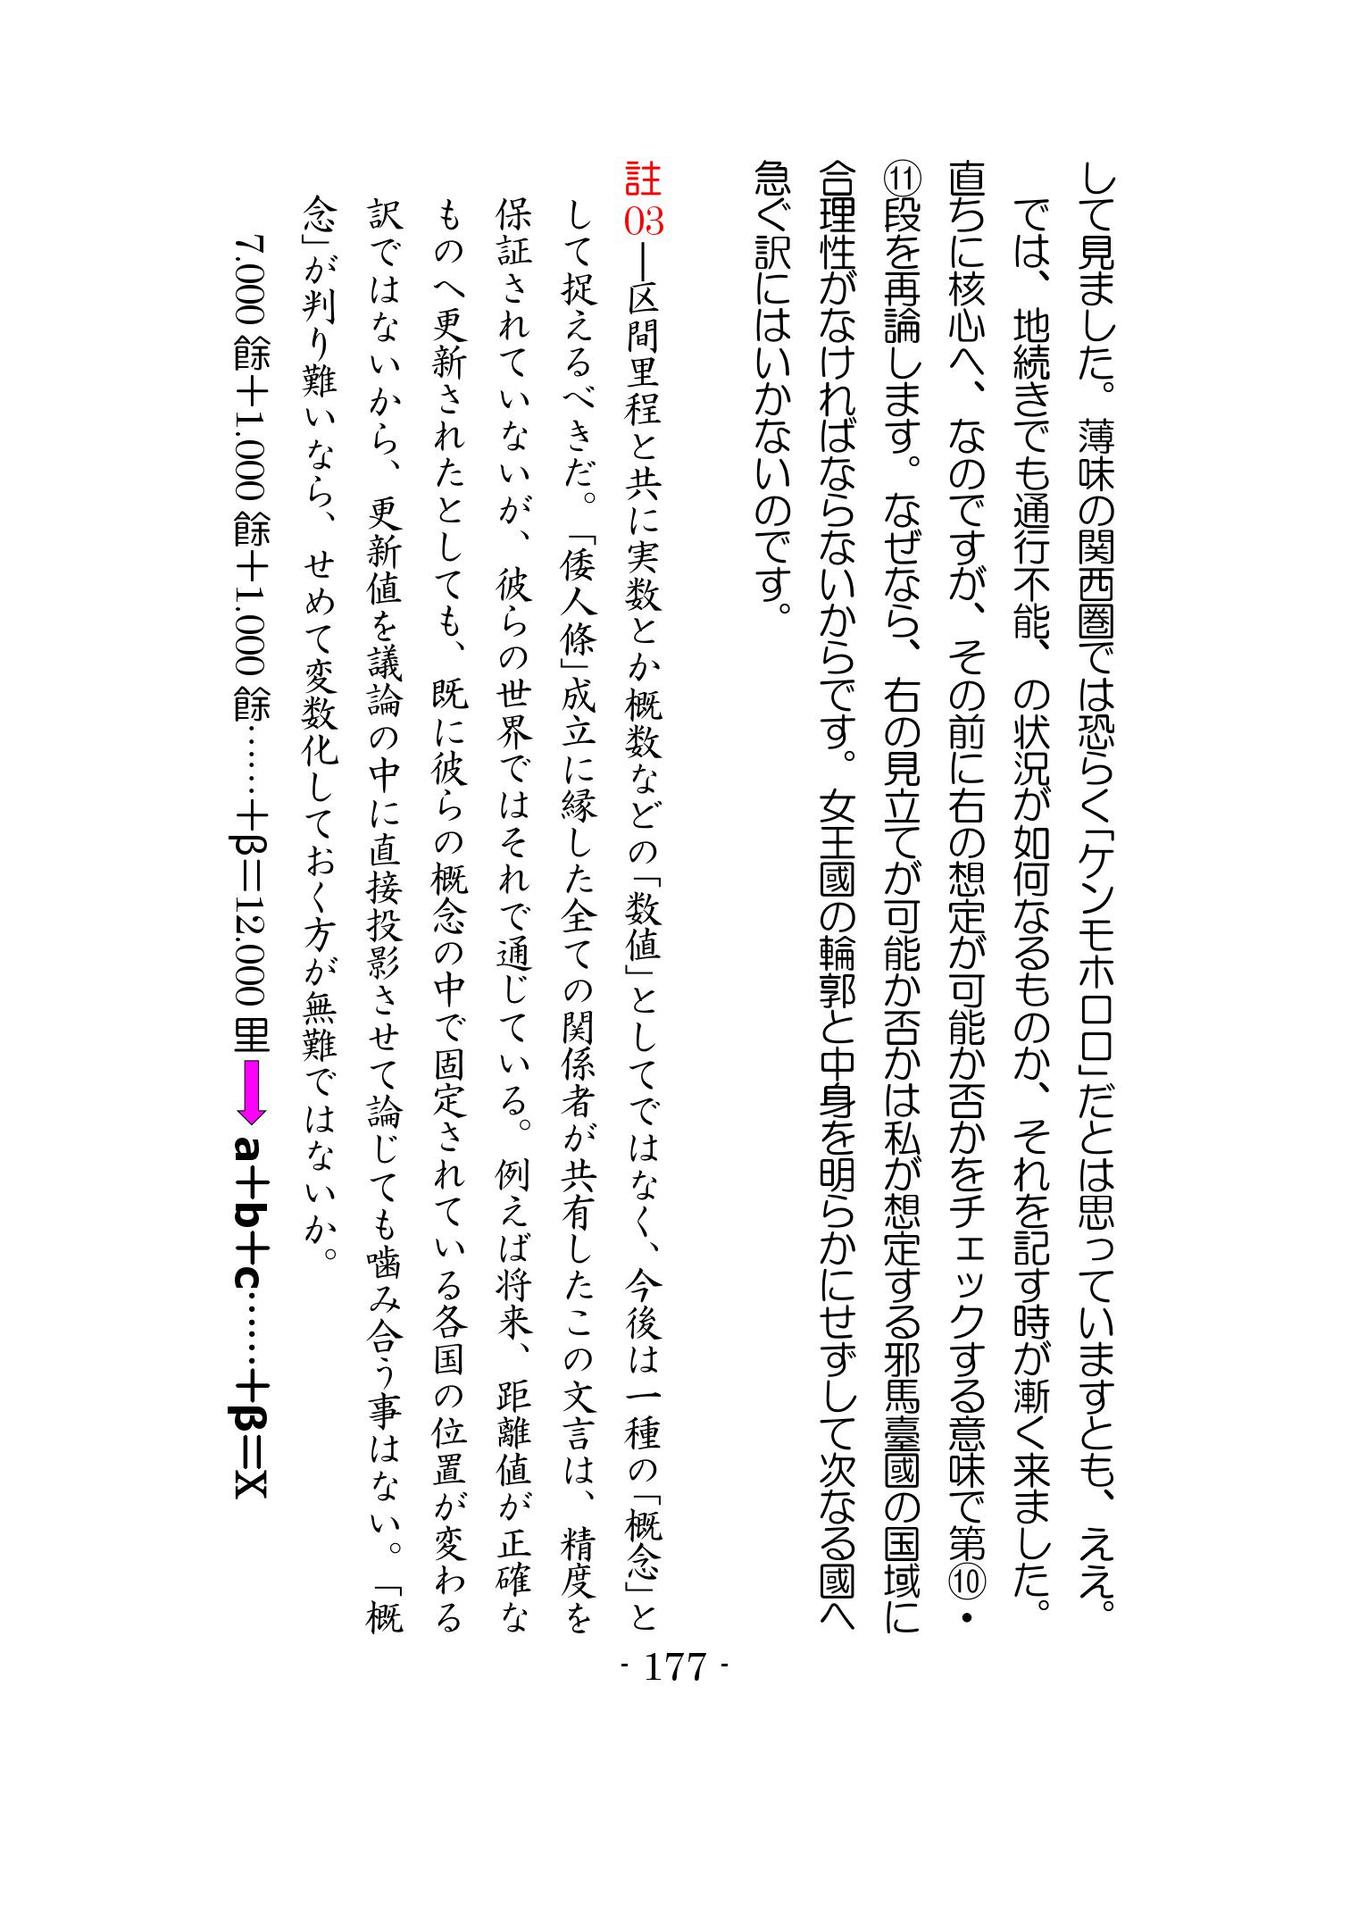 して見ました。薄味の関西圏では恐らく「ケンモホロロ」だとは思っていますとも、ええ。
では、地続きでも通行不能、の状況が如何なるものか、それを記す時が漸く来ました。
直ちに核心へ、なのですが、その前に右の想定が可能か否かをチェックする意味で第⑩・
⑪段を再論します。なぜなら、右の見立てが可能か否かは私が想定する邪馬臺國の国域に
合理性がなければならないからです。女王國の輪郭と中身を明らかにせずして次なる國へ
急ぐ訳にはいかないのです。
註03―区間里程と共に実数とか概数などの「数値」としてではなく、今後は一種の「概念」と
して捉えるべきだ。「倭人條」成立に縁した全ての関係者が共有したこの文言は、精度を
保証されていないが、彼らの世界ではそれで通じている。例えば将来、距離値が正確な
ものへ更新されたとしても、既に彼らの概念の中で固定されている各国の位置が変わる
訳ではないから、更新値を議論の中に直接投影させて論じても噛み合う事はない。「概
念」が判り難いなら、せめて変数化しておく方が無難ではないか。
7.000餘＋1.000餘＋1.000餘……＋β＝12.000里➡a＋b＋c……＋β＝X
- 177 -